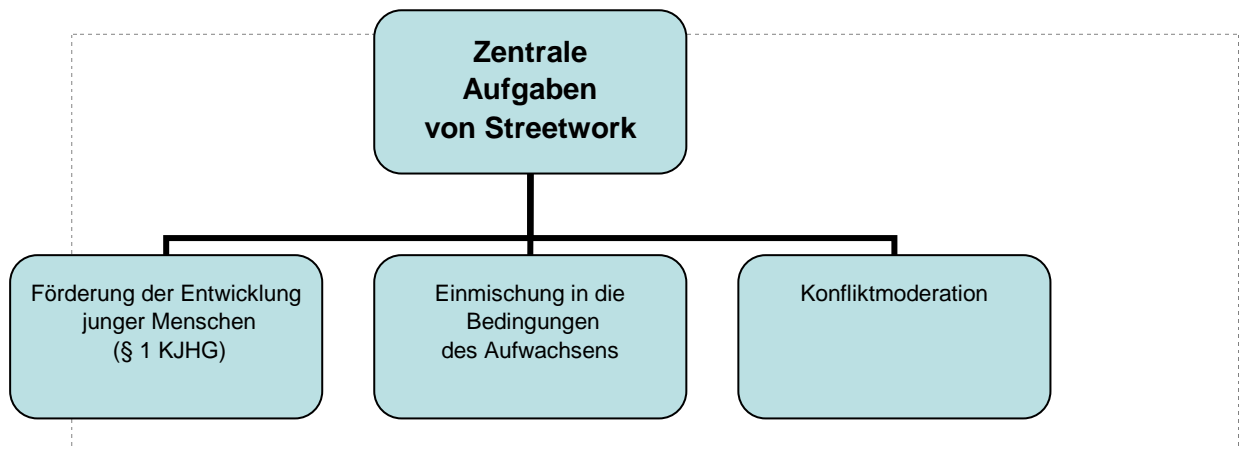 Zentrale
Aufgaben
von Streetwork
Förderung der Entwicklung
junger Menschen
(§ 1 KJHG)
Einmischung in die
Bedingungen
des Aufwachsens
Konfliktmoderation